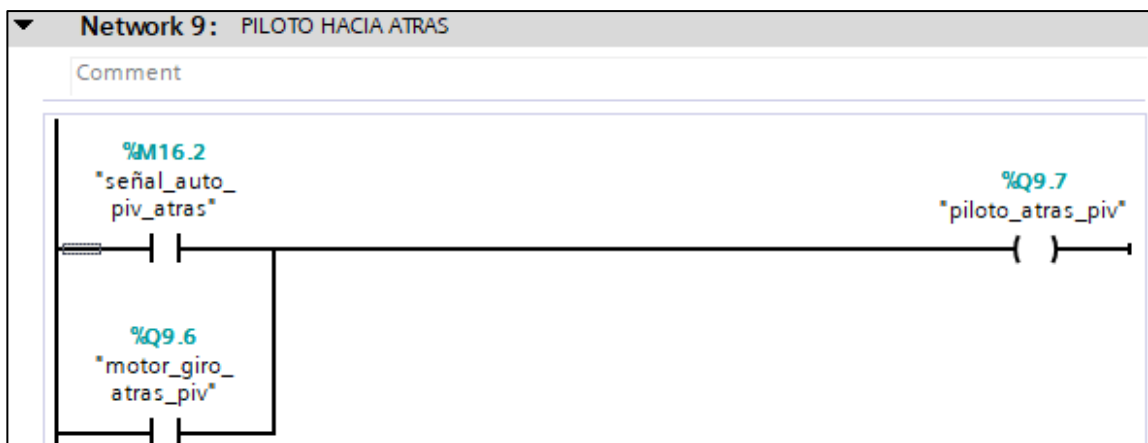 Network 9: PILOTO HACIA ATRAS
Comment
%M16.2
"señal_auto_
piv_atras"
%Q9.7
"piloto_atras_piv"
%Q9.6
"motor_giro_
atras_piv"